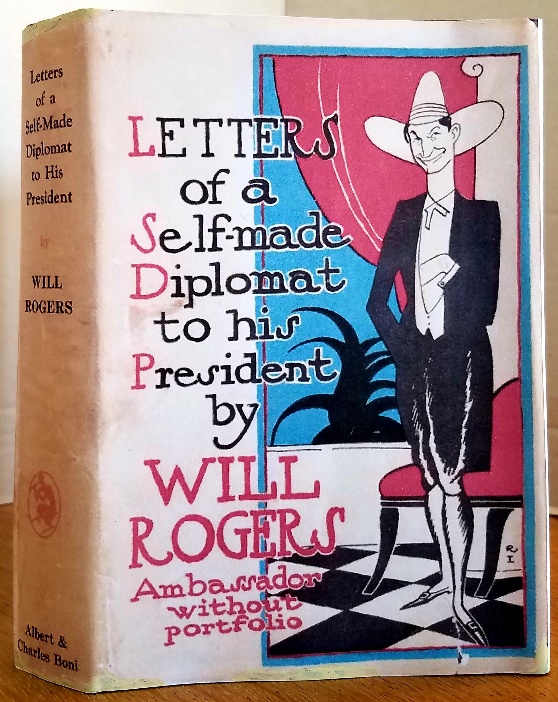 Letters
of a
Self-Made
Diplomat
to His
President
by
WILL
ROGERS
Albert &
Charles Boni
LETTERS
of a
Self-made
Diplomat
to his
President
by
WILL
ROGERS
Ambassador
without
portfolio
R
I